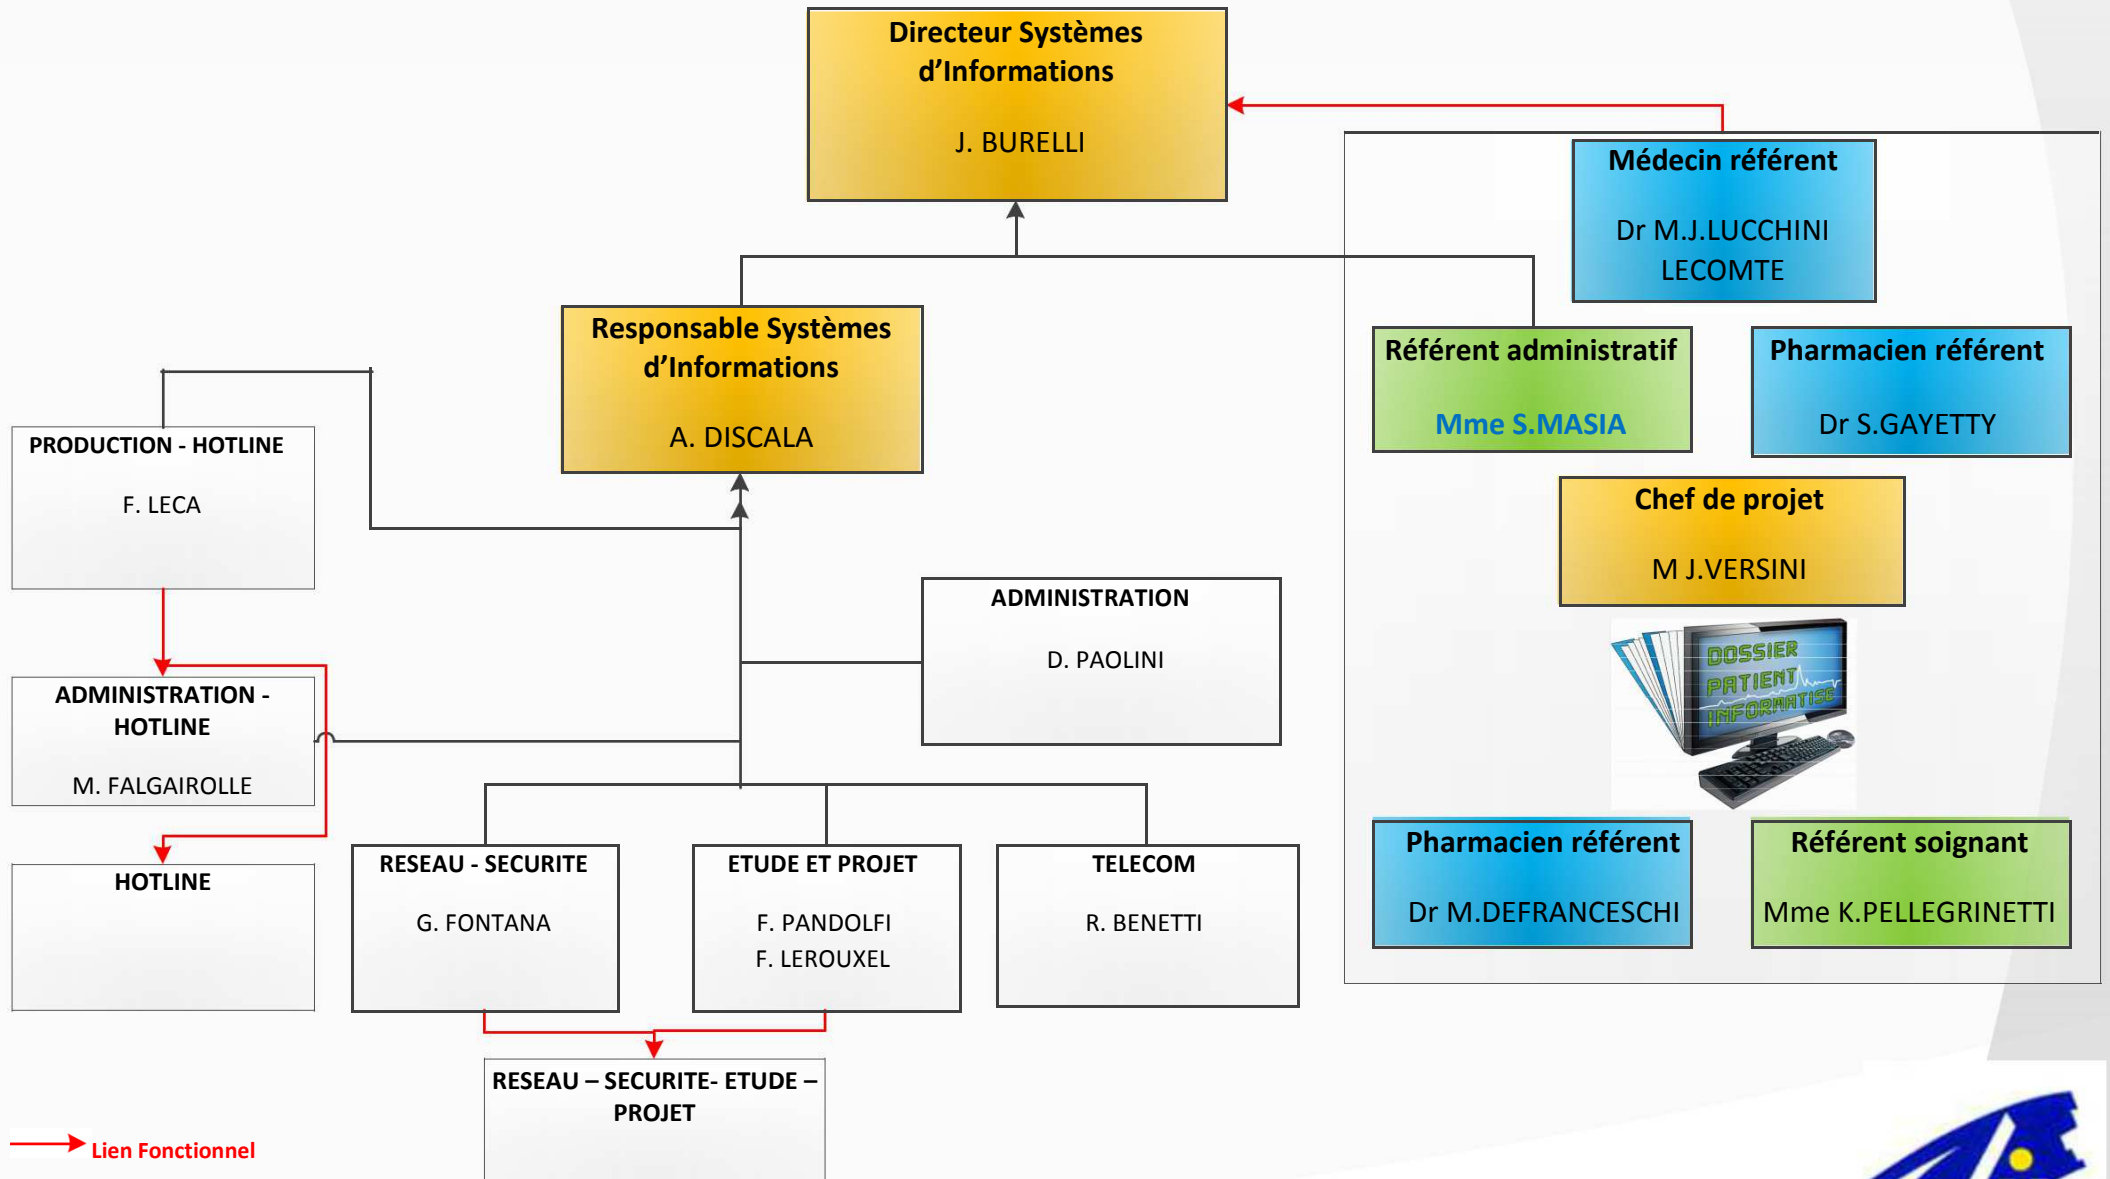 Directeur Systèmes
d'Informations
J. BURELLI
Médecin référent
Dr M.J.LUCCHINI
LECOMTE
Responsable Systèmes
d'Informations
A. DISCALA
Référent administratif
Mme S.MASIA
Pharmacien référent
Dr S.GAYETTY
PRODUCTION - HOTLINE
F. LECA
Chef de projet
M J.VERSINI
ADMINISTRATION
D. PAOLINI
DOSSIER
PATIENT
INFORMATISE
ADMINISTRATION -
HOTLINE
M. FALGAIROLLE
HOTLINE
RESEAU - SECURITE
G. FONTANA
ETUDE ET PROJET
F. PANDOLFI
F. LEROUXEL
TELECOM
R. BENETTI
Pharmacien référent
Dr M.DEFRANCESCHI
Référent soignant
Mme K.PELLEGRINETTI
RESEAU – SECURITE- ETUDE –
PROJET
Lien Fonctionnel